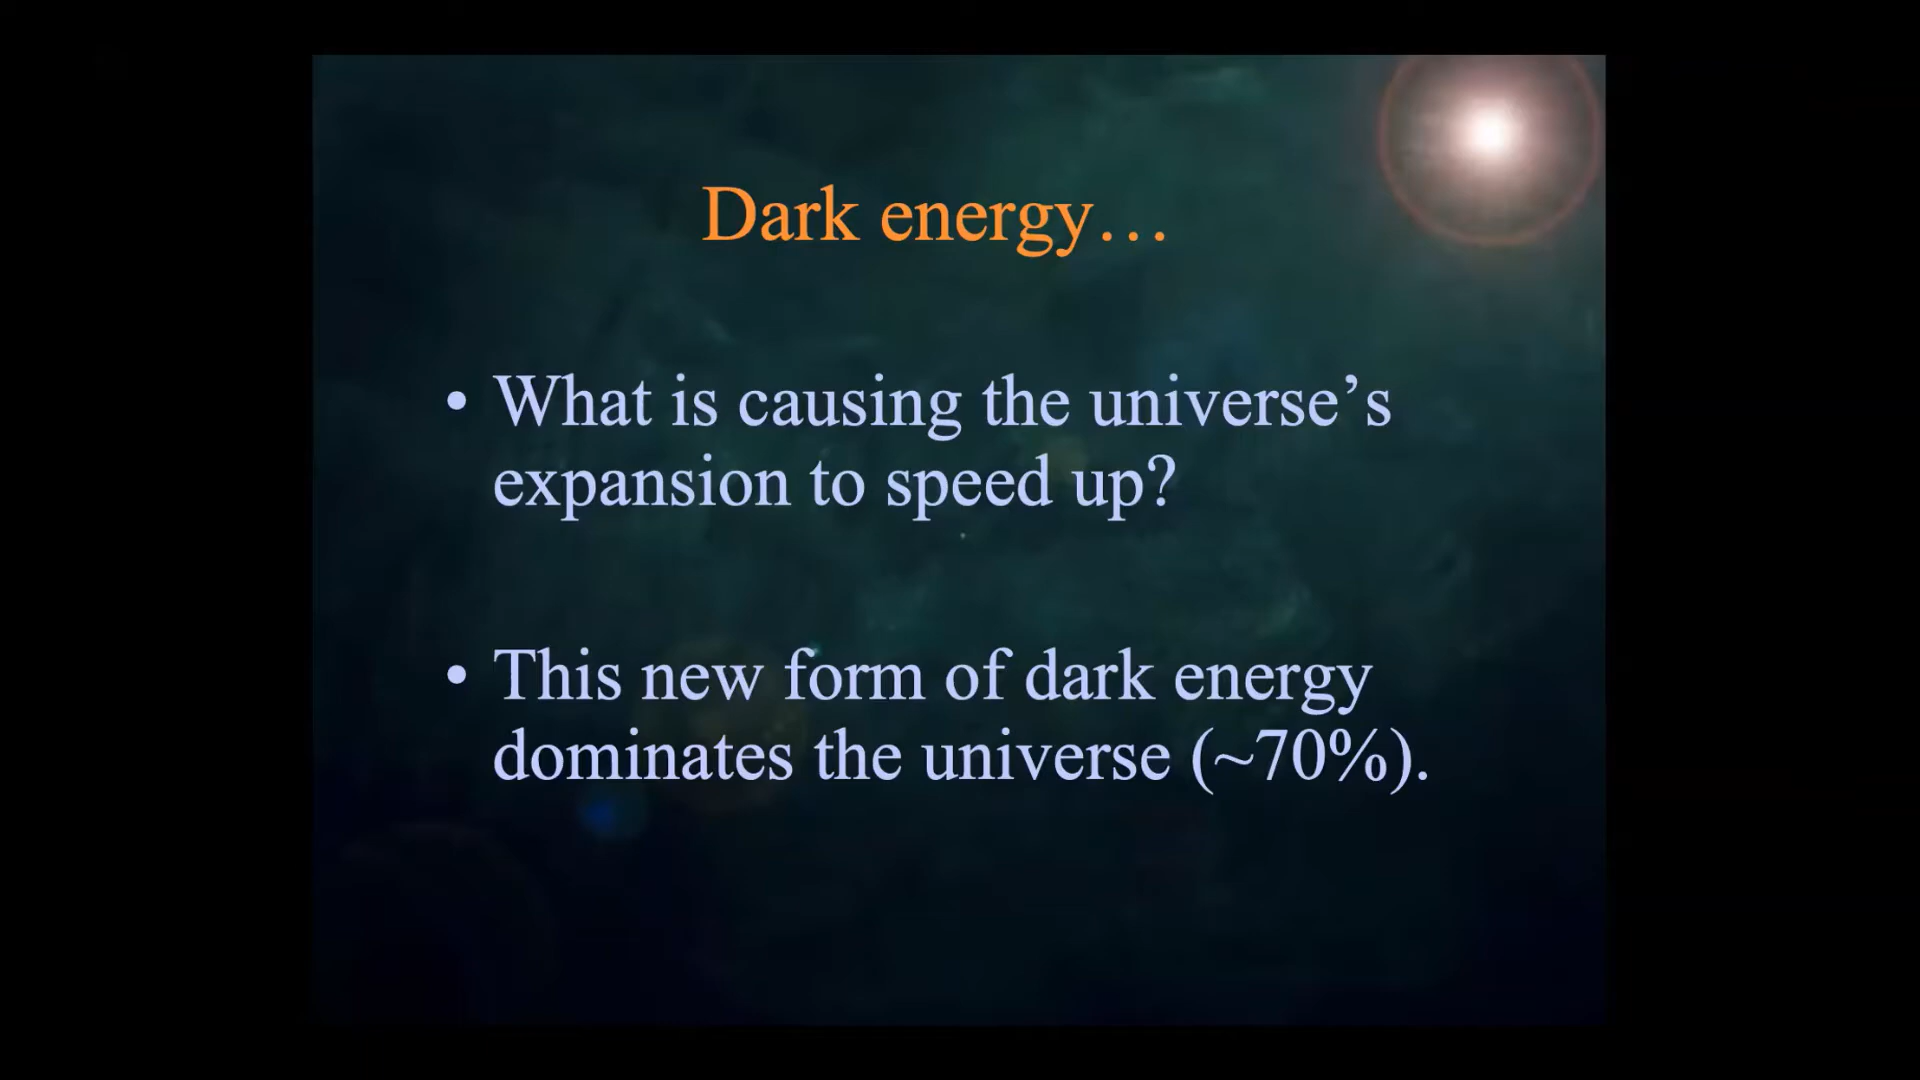 Dark energy…
• What is causing the universe’s
expansion to speed up?
• This new form of dark energy
dominates the universe (~70%).